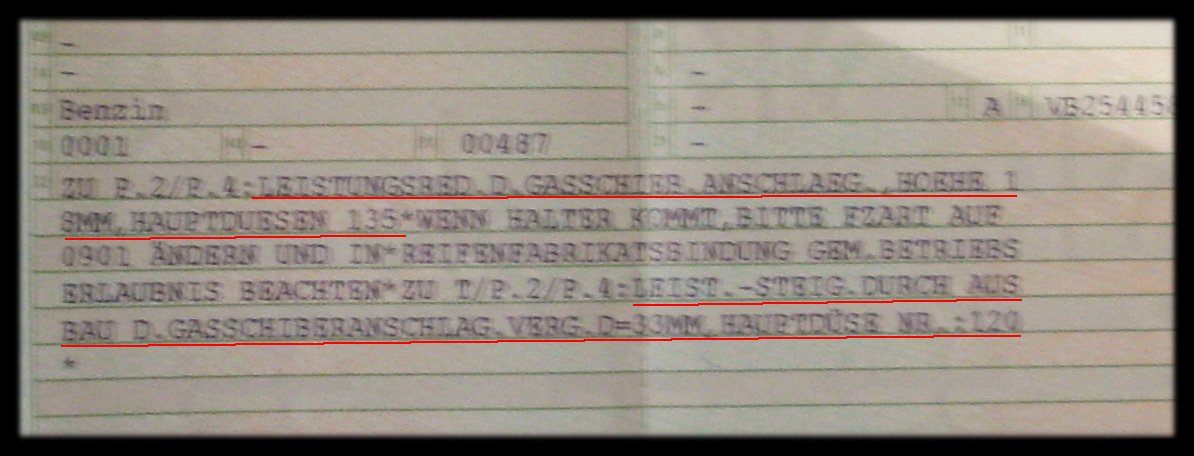 -
- -
Benzin - A VB25445
0001 - 00487 -
ZU P.2/P.4:LEISTUNGSRED.D.GASSCHIEB.ANSCHLAEG.,HOEHE 1
8MM,HAUPTDUESEN 135*WENN HALTER KOMMT,BITTE FZART AUF
0901 ÄNDERN UND IN*REIFENFABRIKATSBINDUNG GEM.BETRIEBS
ERLAUBNIS BEACHTEN*ZU T/P.2/P.4:LEIST.-STEIG.DURCH AUS
BAU D.GASSCHIBERANSCHLAG,VERG.D=33MM,HAUPTDÜSE NR.:120
*